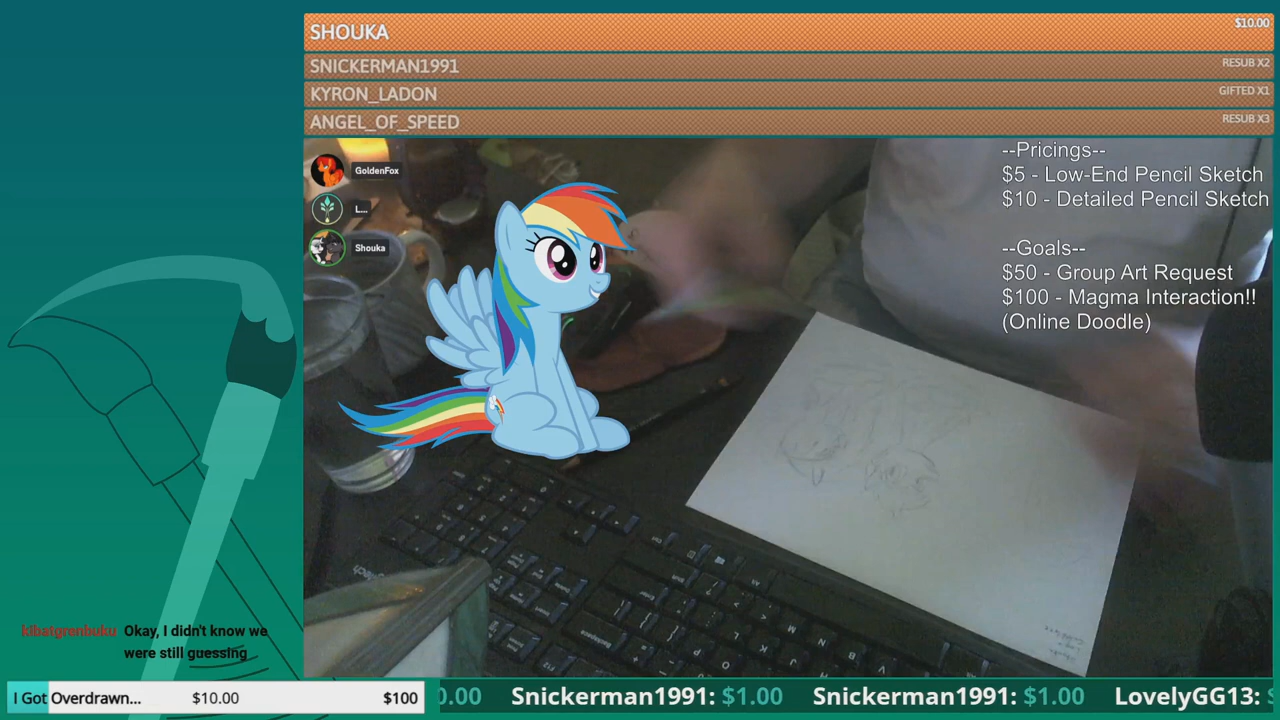 SHOUKA
$10.00
SNICKERMAN1991
RESUB X2
KYRON_LADON
GIFTED X1
ANGEL_OF_SPEED
RESUB X3
GoldenFox
L...
Shouka
--Pricings--
$5 - Low-End Pencil Sketch
$10 - Detailed Pencil Sketch
--Goals--
$50 - Group Art Request
$100 - Magma Interaction!!
(Online Doodle)
kibatgrenbuku Okay, I didn't know we
were still guessing
I Got Overdrawn... $10.00 $100
0.00 Snickerman1991: $1.00 Snickerman1991: $1.00 LovelyGG13: